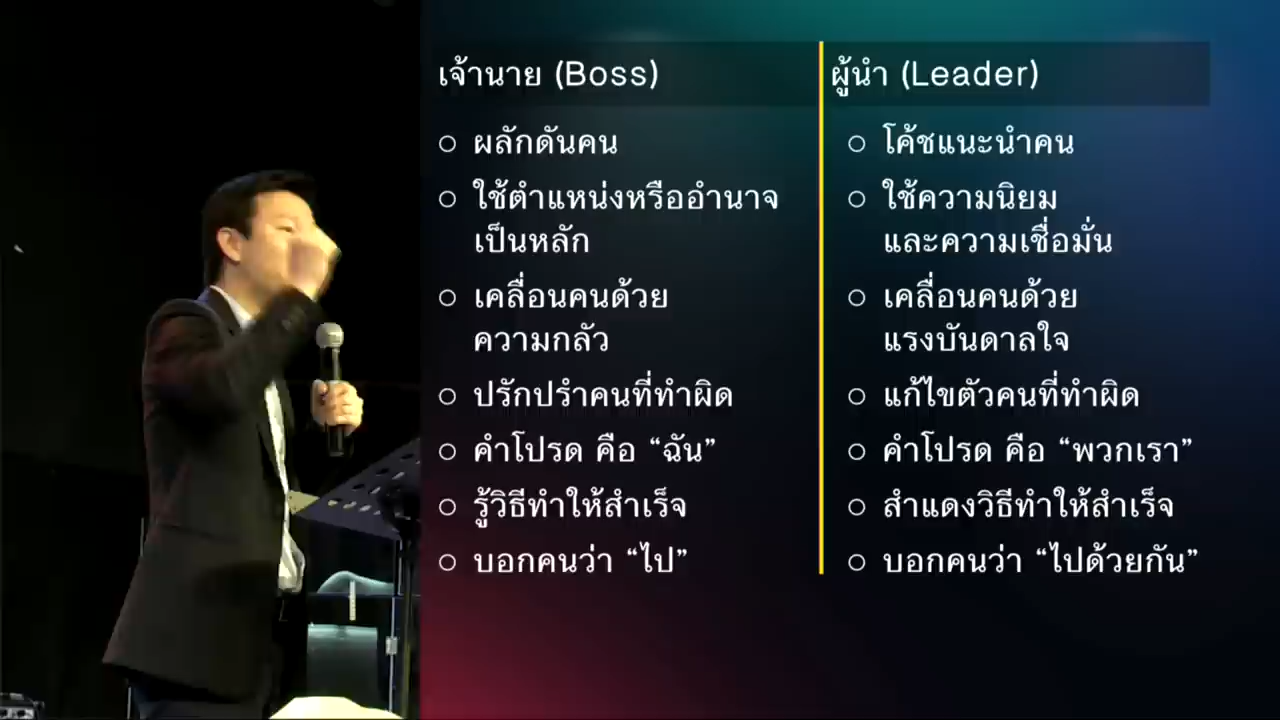 เจ้านาย (Boss)
○ ผลักดันคน
○ ใช้ตำแหน่งหรืออำนาจ
เป็นหลัก
○ เคลื่อนคนด้วย
ความกลัว
○ ปรักปรำคนที่ทำผิด
○ คำโปรด คือ “ฉัน”
○ รู้วิธีทำให้สำเร็จ
○ บอกคนว่า “ไป”
ผู้นำ (Leader)
○ โค้ชแนะนำคน
○ ใช้ความนิยม
และความเชื่อมั่น
○ เคลื่อนคนด้วย
แรงบันดาลใจ
○ แก้ไขตัวคนที่ทำผิด
○ คำโปรด คือ “พวกเรา”
○ สำแดงวิธีทำให้สำเร็จ
○ บอกคนว่า “ไปด้วยกัน”